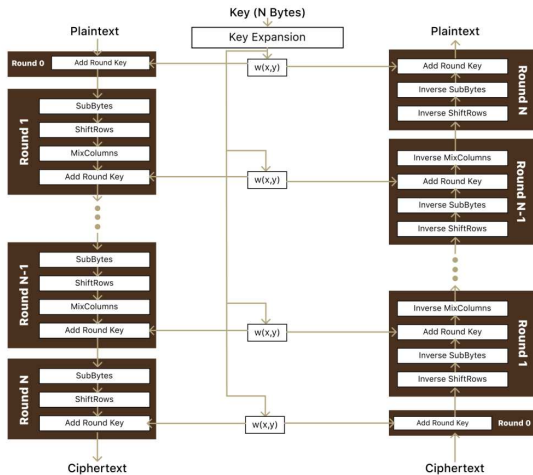 Key (N Bytes)
Key Expansion
Plaintext
Round 0
Add Round Key
Round 1
SubBytes
ShiftRows
MixColumns
Add Round Key
Round N-1
SubBytes
ShiftRows
MixColumns
Add Round Key
Round N
SubBytes
ShiftRows
Add Round Key
Ciphertext
w(x,y)
w(x,y)
w(x,y)
w(x,y)
Plaintext
Round N
Add Round Key
Inverse SubBytes
Inverse ShiftRows
Round N-1
Inverse MixColumns
Add Round Key
Inverse SubBytes
Inverse ShiftRows
Round 1
Inverse MixColumns
Add Round Key
Inverse SubBytes
Inverse ShiftRows
Add Round Key
Round 0
Ciphertext